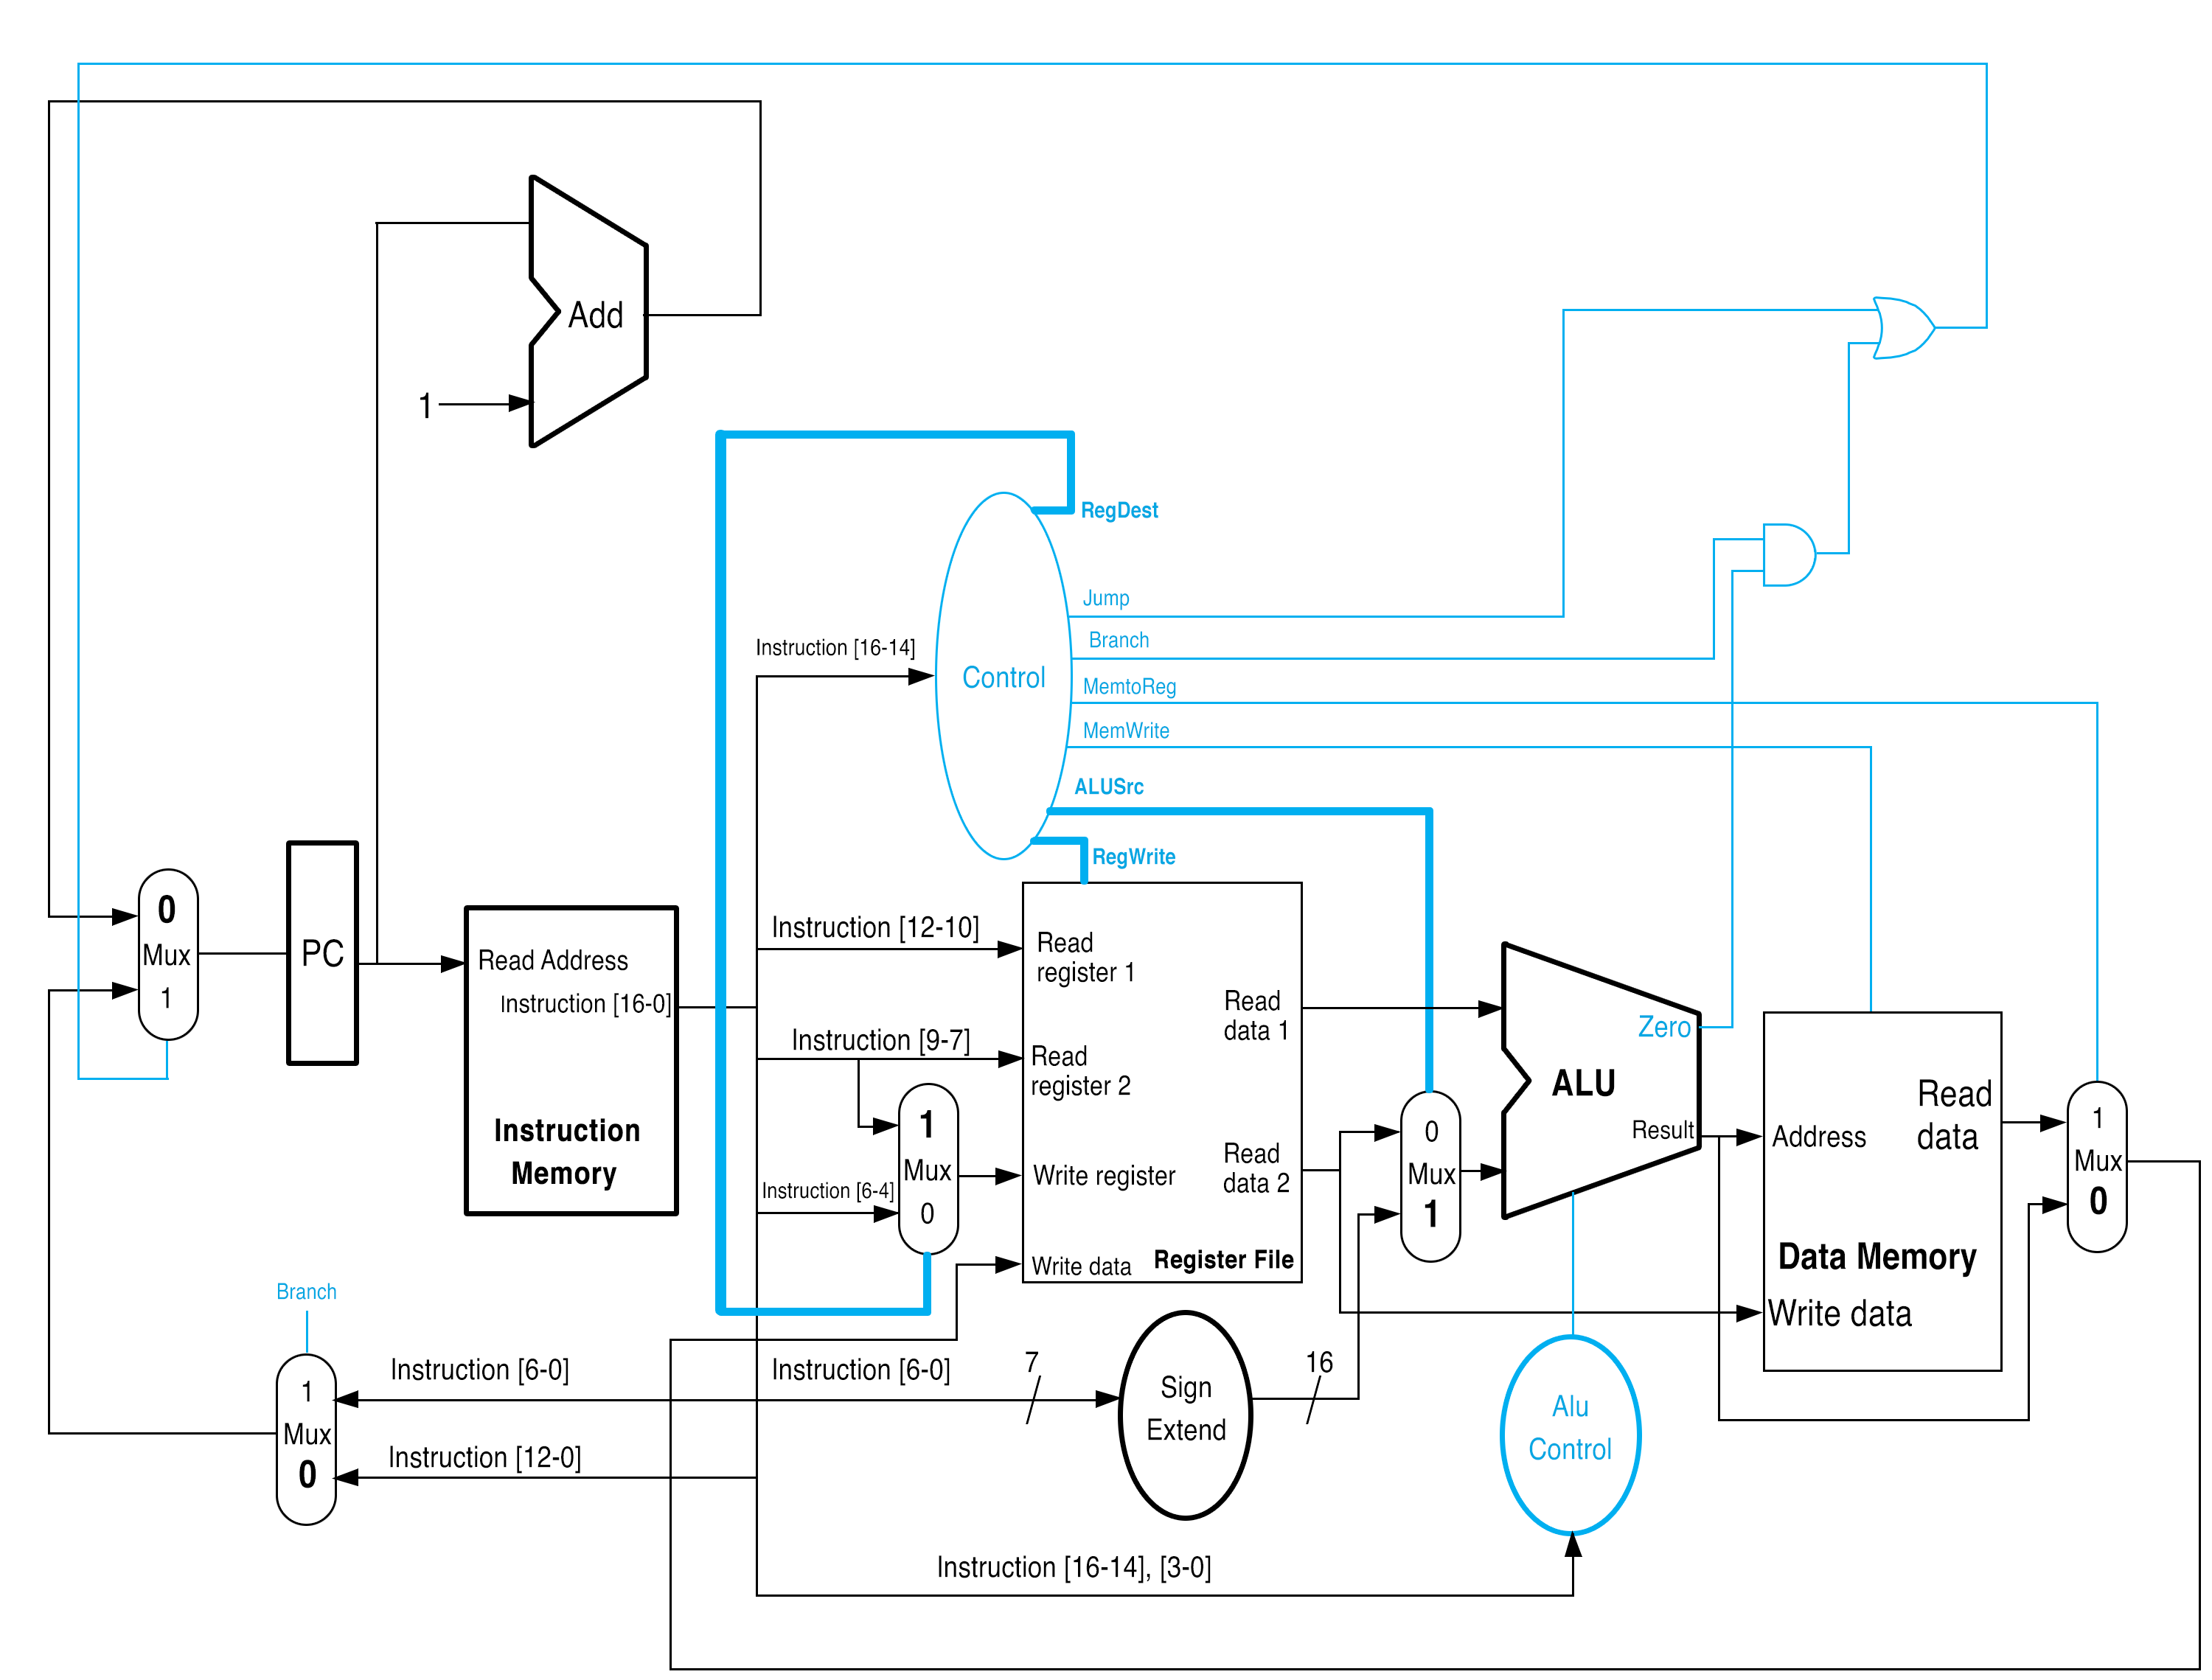 Add
1
RegDest
Jump
Branch
MemtoReg
MemWrite
ALUSrc
RegWrite
Instruction [16-14]
Control
0
Mux
1
PC
Read Address
Instruction [16-0]
Instruction
Memory
Instruction [12-10]
Instruction [9-7]
Instruction [6-4]
1
Mux
0
Read
register 1
Read
register 2
Write register
Write data
Read
data 1
Read
data 2
Register File
0
Mux
1
Zero
ALU
Result
Address
Read
data
Data Memory
Write data
1
Mux
0
Branch
1
Mux
0
Instruction [6-0]
Instruction [12-0]
Instruction [6-0]
7
Sign
Extend
16
Alu
Control
Instruction [16-14], [3-0]